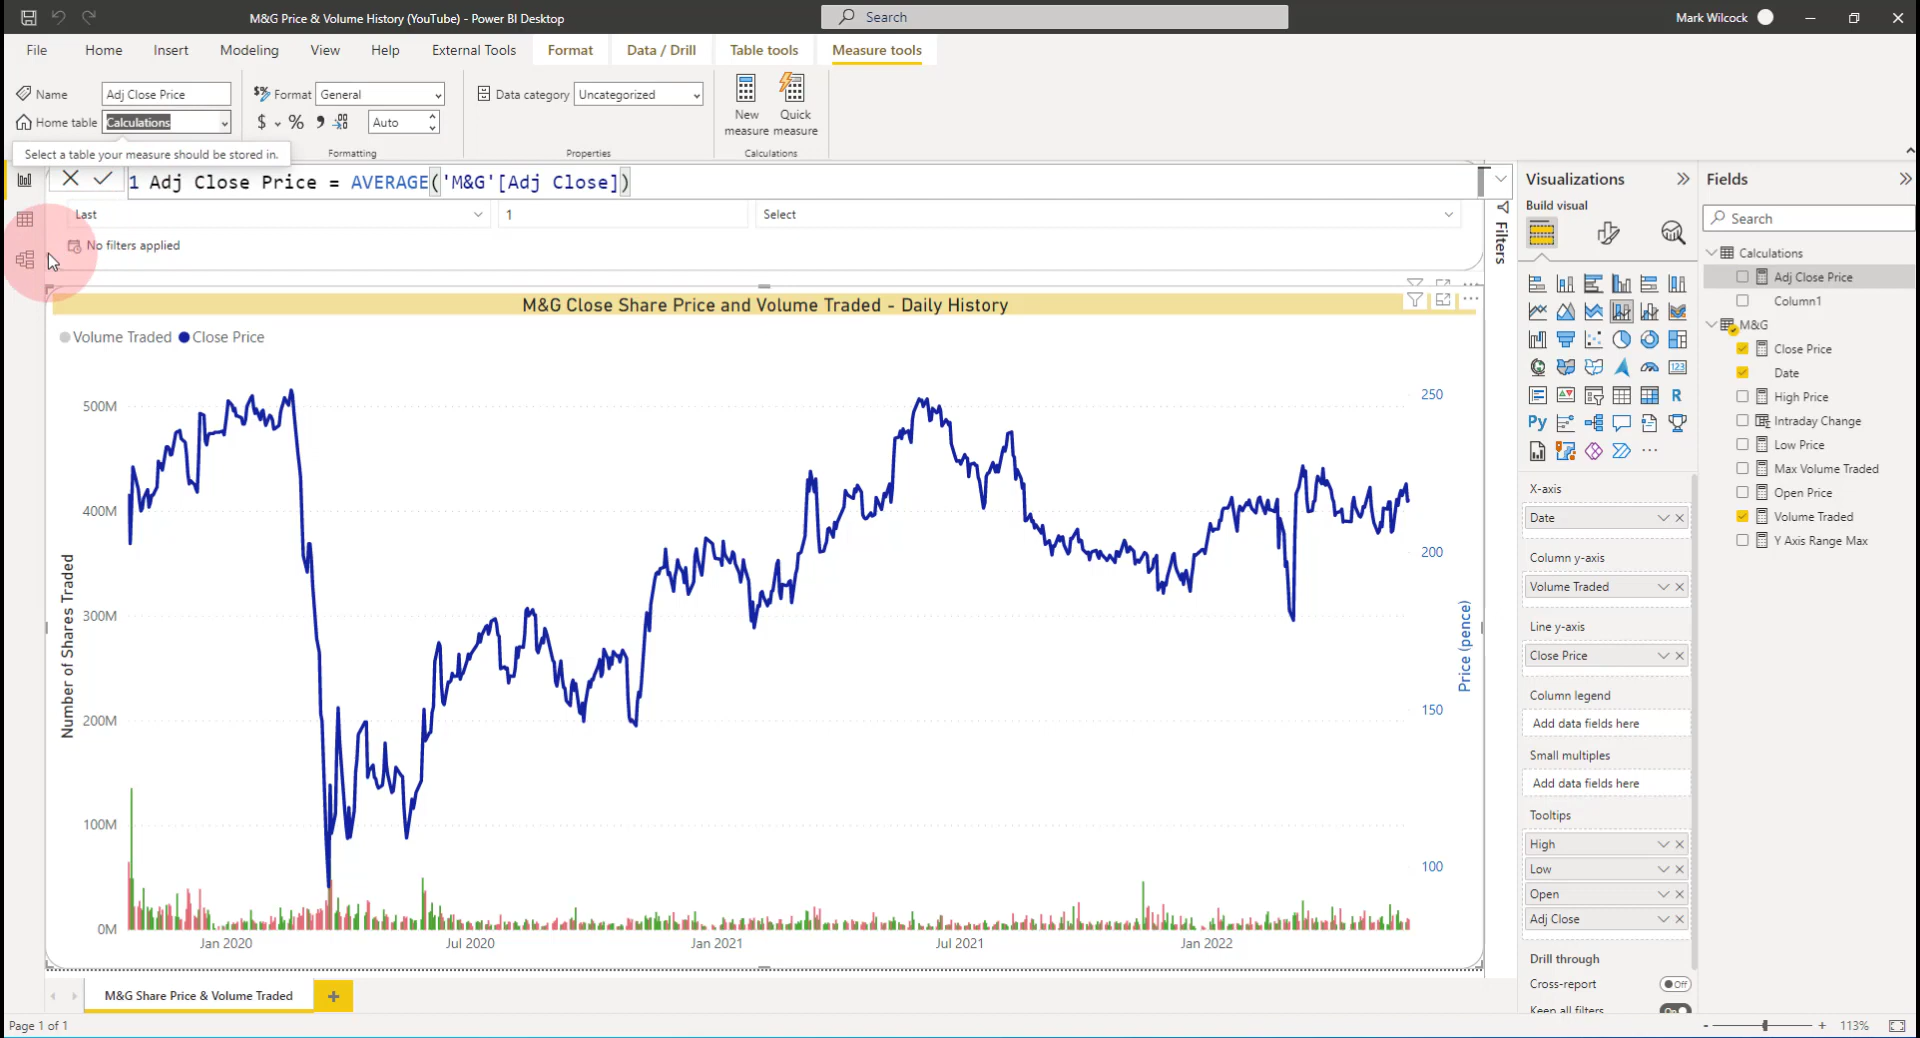 M&G Price & Volume History (YouTube) - Power BI Desktop
Search
Mark Wilcock
File Home Insert Modeling View Help External Tools Format Data / Drill Table tools Measure tools
Name Adj Close Price
Home table Calculations
Format General
$ % 9 Auto
Data category Uncategorized
New measure
Quick measure
Formatting
Properties
Calculations
Select a table your measure should be stored in.
1 Adj Close Price = AVERAGE('M&G'[Adj Close])
Last 1 Select
No filters applied
Filters
M&G Close Share Price and Volume Traded - Daily History
Volume Traded Close Price
Number of Shares Traded
500M
400M
300M
200M
100M
0M
Jan 2020 Jul 2020 Jan 2021 Jul 2021 Jan 2022
250
200
150
100
Price (pence)
M&G Share Price & Volume Traded
Page 1 of 1
Visualizations
Build visual
123
R
Py
X-axis
Date
Column y-axis
Volume Traded
Line y-axis
Close Price
Column legend
Add data fields here
Small multiples
Add data fields here
Tooltips
High
Low
Open
Adj Close
Drill through
Cross-report Off
Keep all filters On
Fields
Search
Calculations
Adj Close Price
Column1
M&G
Close Price
Date
High Price
Intraday Change
Low Price
Max Volume Traded
Open Price
Volume Traded
Y Axis Range Max
- + 113%